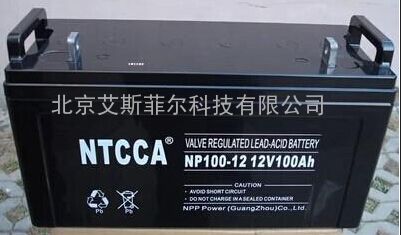 北京艾斯菲尔科技有限公司
NTCCA®
VALVE REGULATED LEAD-ACID BATTERY
NP100-12 12V100Ah
CAUTION:
● AVOID SHORT CIRCUIT
● DO NOT CHARGE IN A SEALED CONTAINER
Pb
Pb
NPP Power (GuangZhou) Co., Ltd.